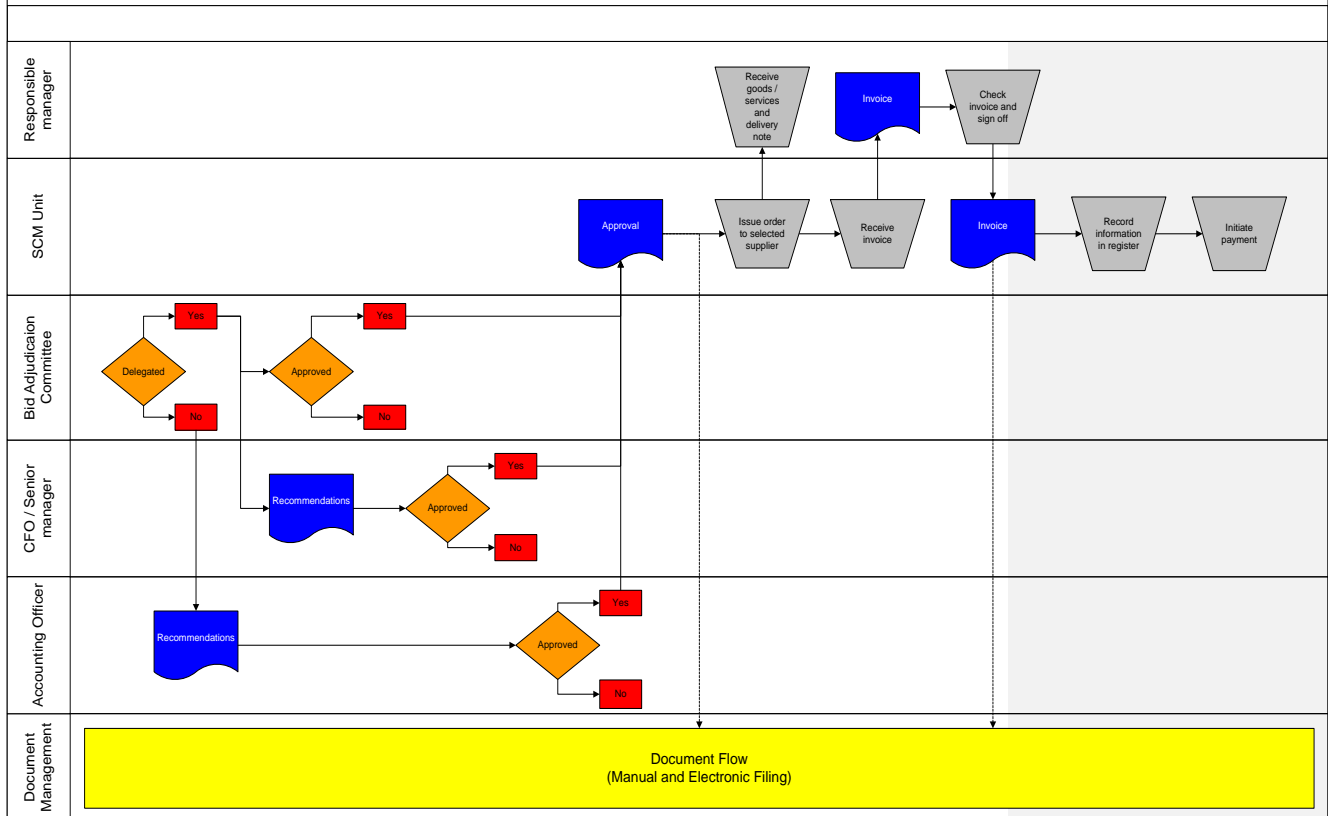 Responsible
manager
Receive
goods /
services
and
delivery
note
Invoice
Check
invoice and
sign off
SCM Unit
Approval
Issue order
to selected
supplier
Receive
invoice
Invoice
Record
information
in register
Initiate
payment
Bid Adjudicaion
Committee
Delegated
Yes
No
Approved
Yes
No
CFO / Senior
manager
Recommendations
Approved
Yes
No
Accounting Officer
Recommendations
Approved
Yes
No
Document
Management
Document Flow
(Manual and Electronic Filing)